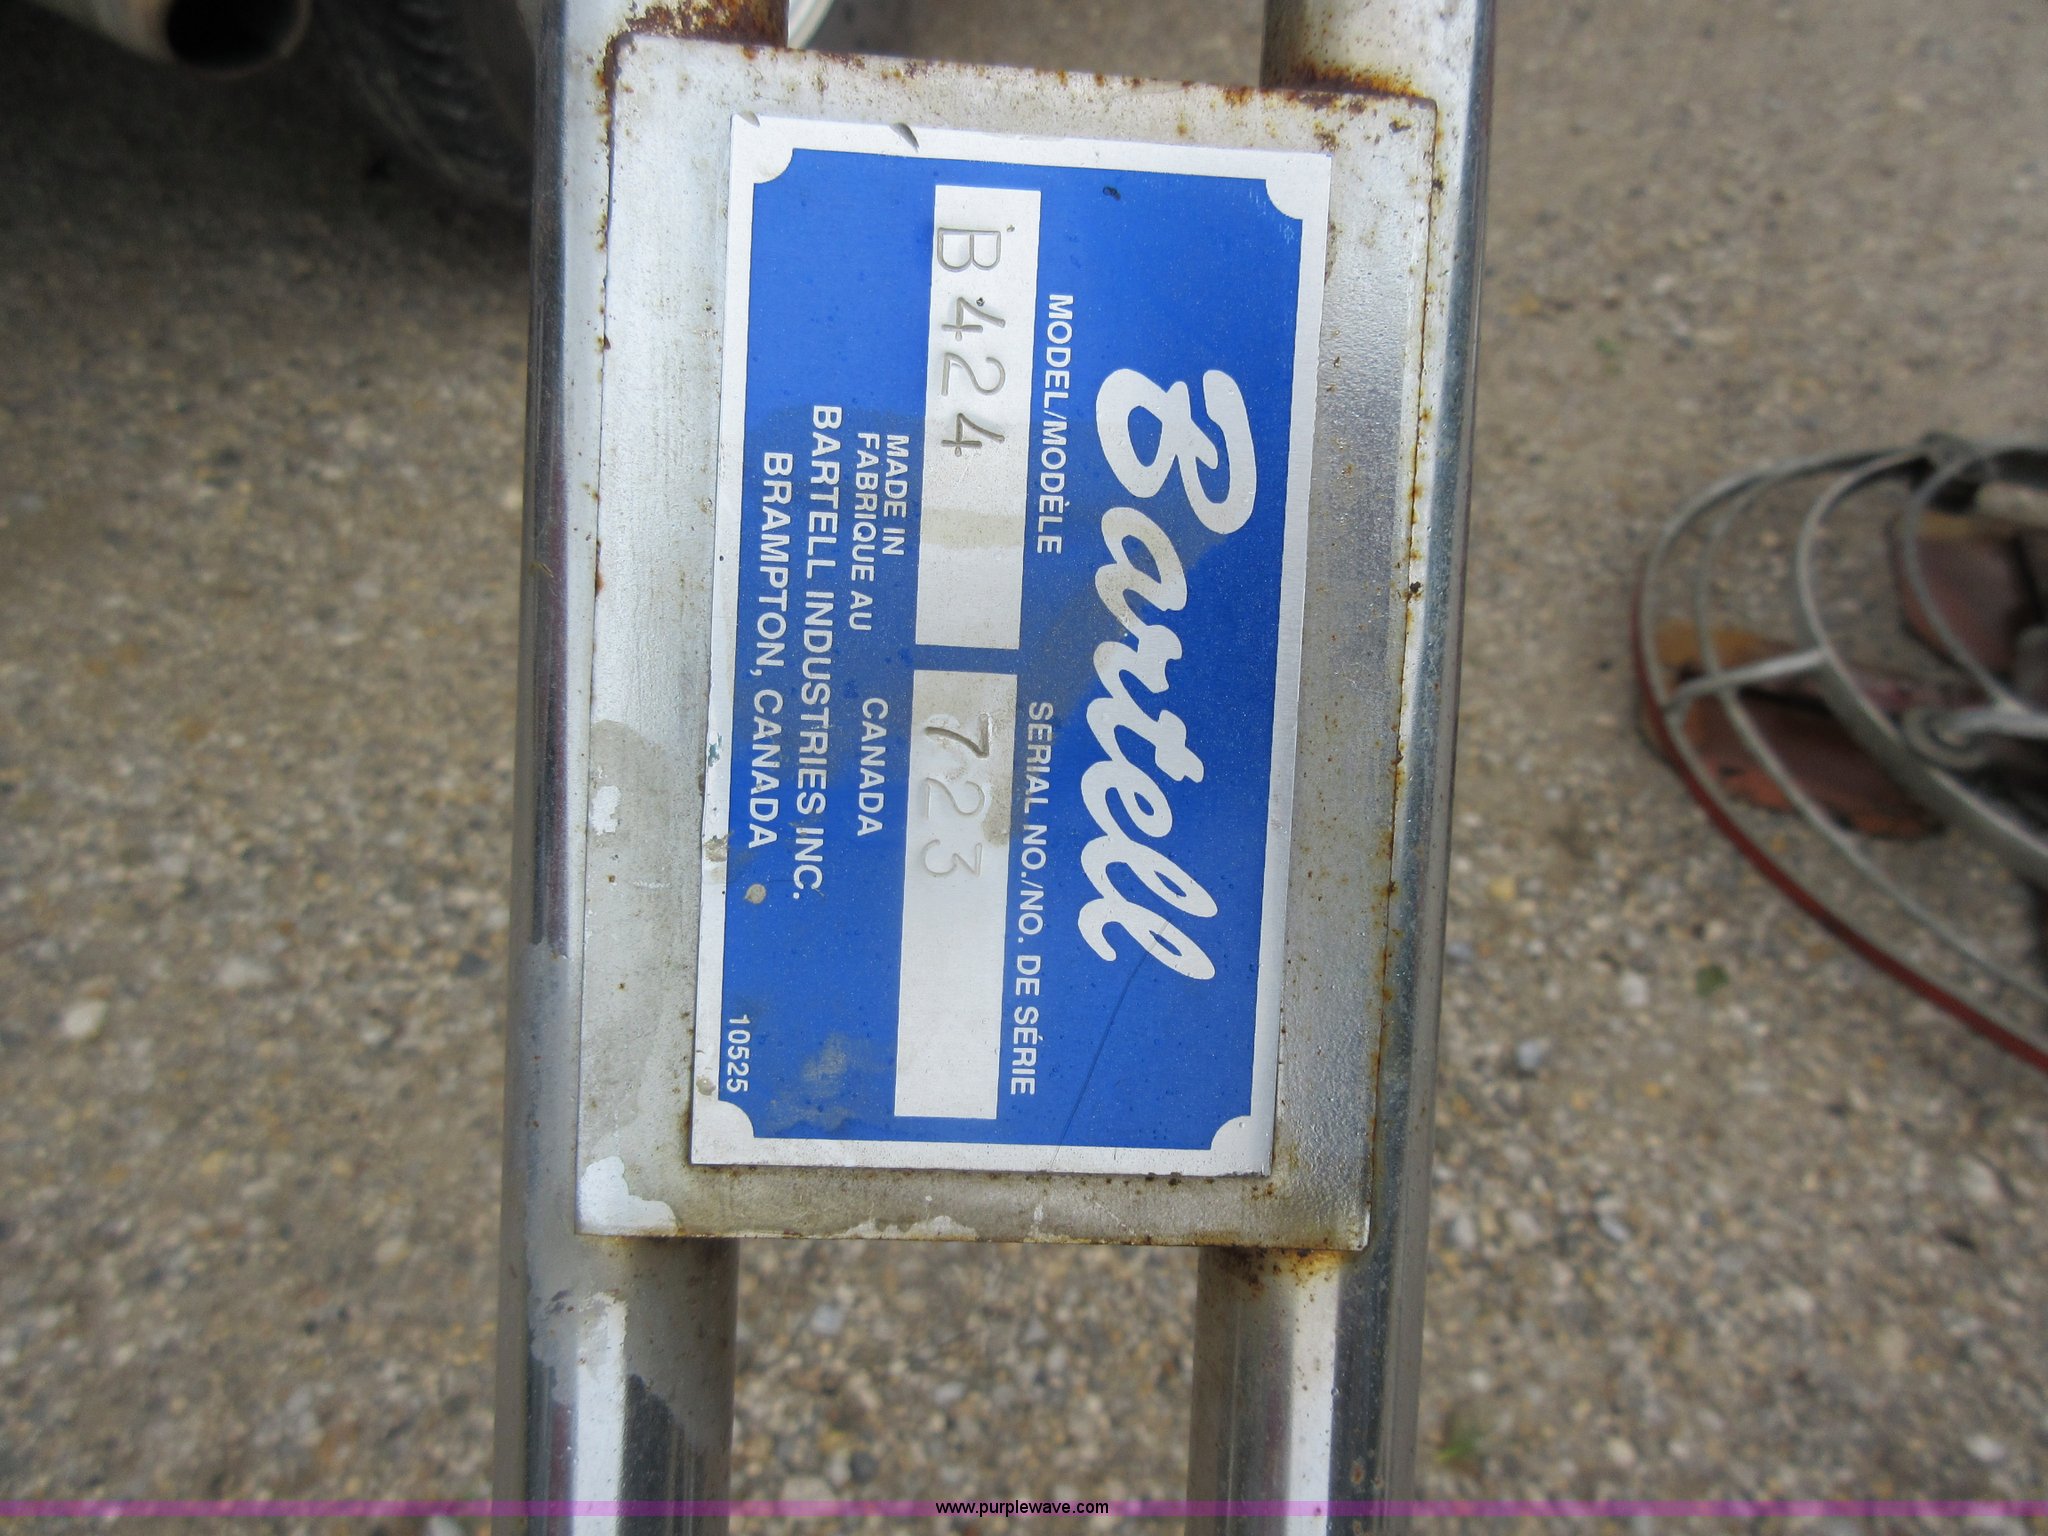 Bartell
MODEL/MODÈLE SERIAL NO./NO. DE SÉRIE
B424 723
MADE IN
FABRIQUE AU CANADA
BARTELL INDUSTRIES INC.
BRAMPTON, CANADA
10525
www.purplewave.com